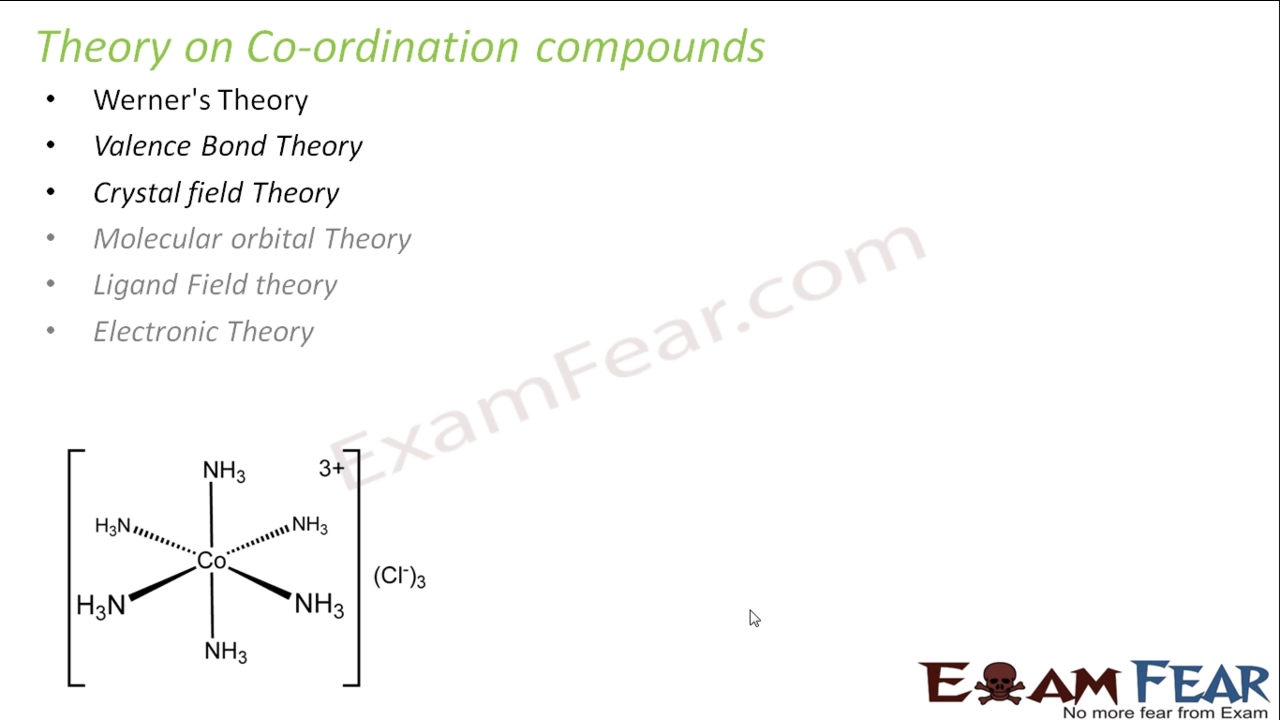 Theory on Co-ordination compounds
• Werner's Theory
• Valence Bond Theory
• Crystal field Theory
• Molecular orbital Theory
• Ligand Field theory
• Electronic Theory
ExamFear.com
NH₃ 3+
H₃N NH₃
Co
(Cl⁻)₃
H₃N NH₃
NH₃
EXAM FEAR
No more fear from Exam